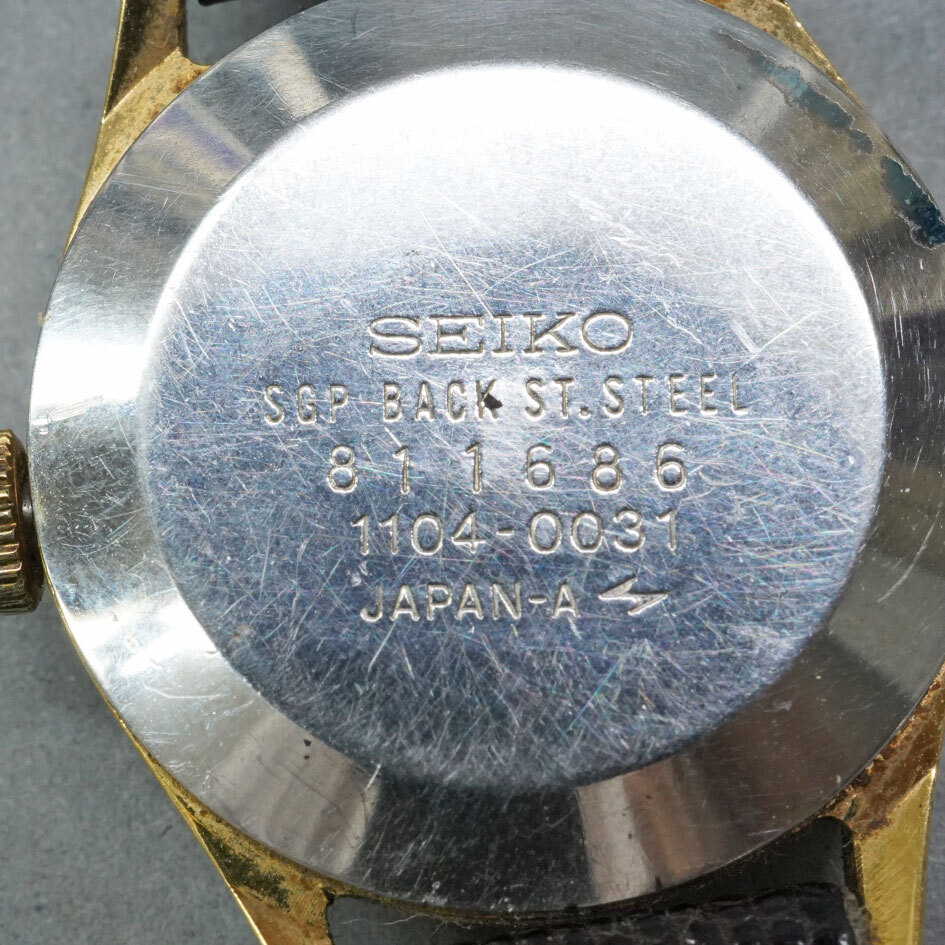 SEIKO
SGP BACK ST.STEEL
811686
1104-0031
JAPAN-A